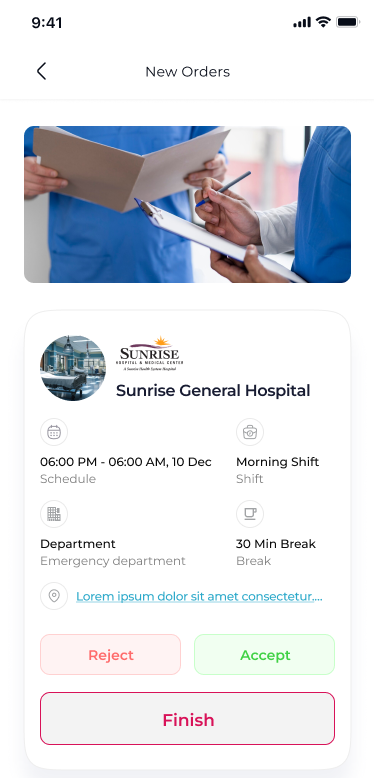 9:41
New Orders
SUNRISE
HOSPITAL & MEDICAL CENTER
A Sunrise Health System Hospital
Sunrise General Hospital
06:00 PM - 06:00 AM, 10 Dec
Schedule
Morning Shift
Shift
Department
Emergency department
30 Min Break
Break
Lorem ipsum dolor sit amet consectetur....
Reject
Accept
Finish